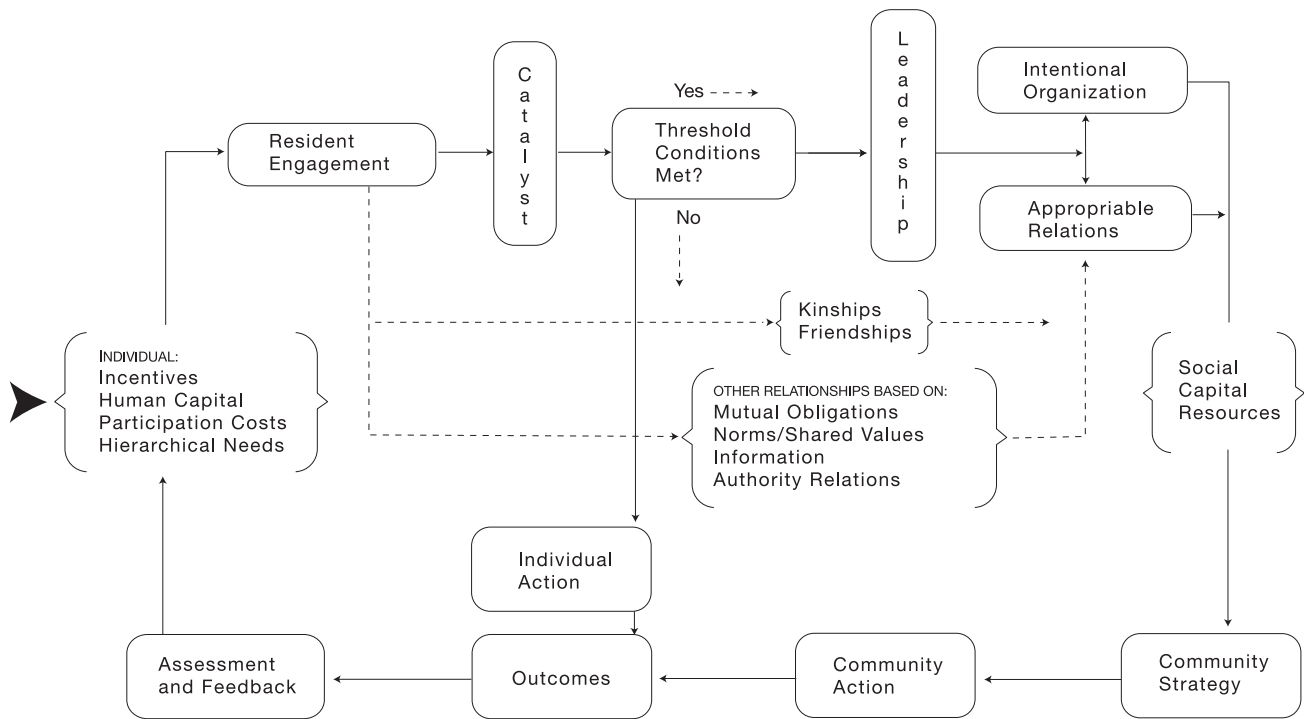 Resident
Engagement
Catalyst
Yes
Threshold
Conditions
Met?
No
Leadership
Intentional
Organization
Appropriable
Relations
Kinships
Friendships
INDIVIDUAL:
Incentives
Human Capital
Participation Costs
Hierarchical Needs
OTHER RELATIONSHIPS BASED ON:
Mutual Obligations
Norms/Shared Values
Information
Authority Relations
Social
Capital
Resources
Individual
Action
Assessment
and Feedback
Outcomes
Community
Action
Community
Strategy